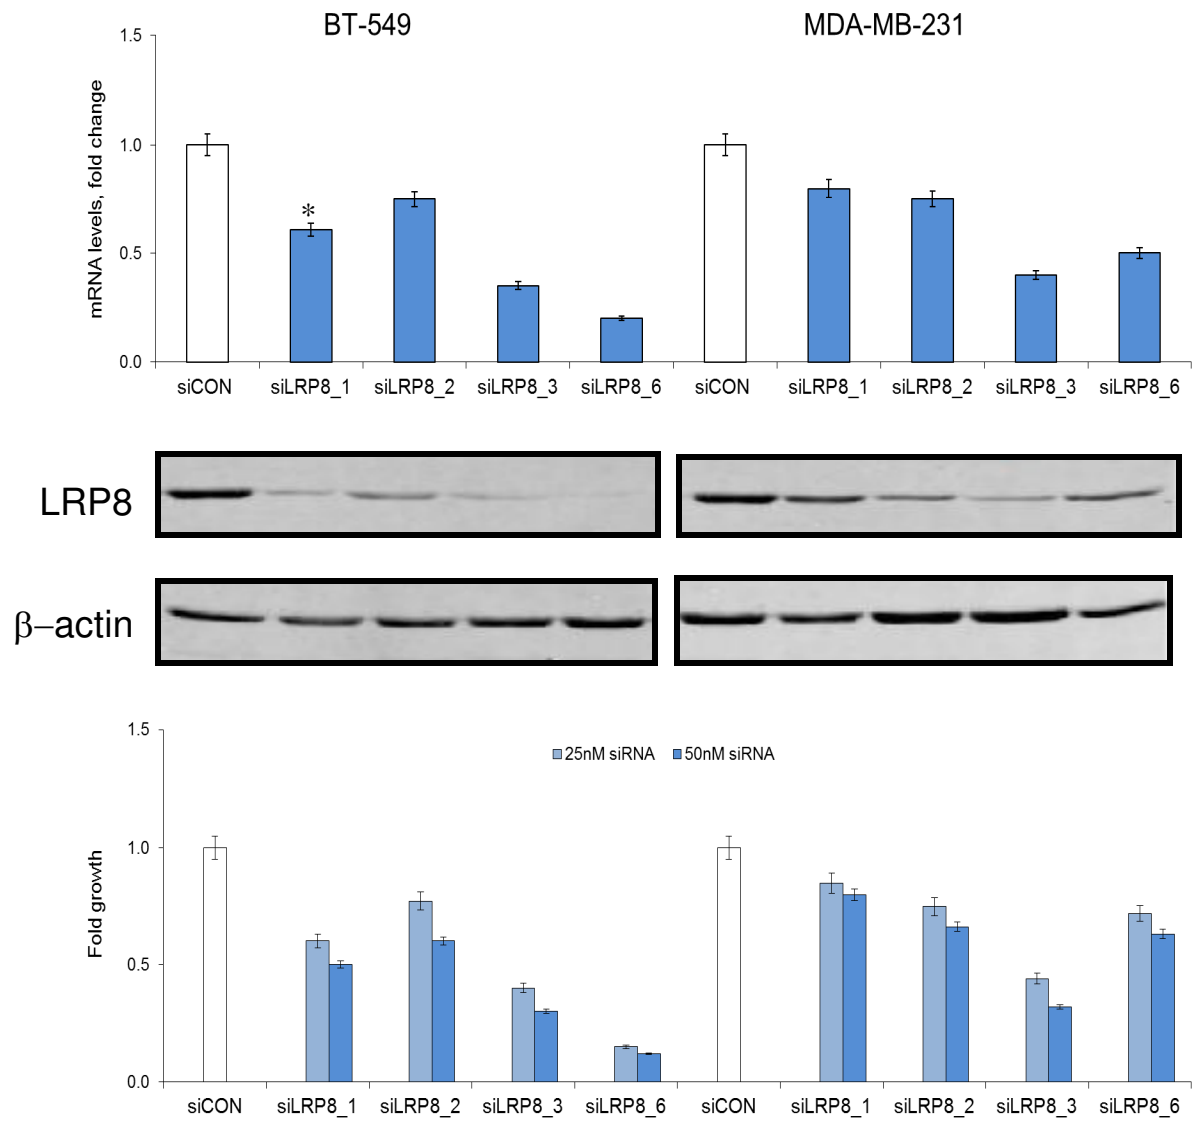 BT-549 MDA-MB-231
mRNA levels, fold change
1.5
1.0
0.5
0.0
*
siCON siLRP8_1 siLRP8_2 siLRP8_3 siLRP8_6 siCON siLRP8_1 siLRP8_2 siLRP8_3 siLRP8_6
LRP8
β–actin
Fold growth
1.5
1.0
0.5
0.0
25nM siRNA 50nM siRNA
siCON siLRP8_1 siLRP8_2 siLRP8_3 siLRP8_6 siCON siLRP8_1 siLRP8_2 siLRP8_3 siLRP8_6